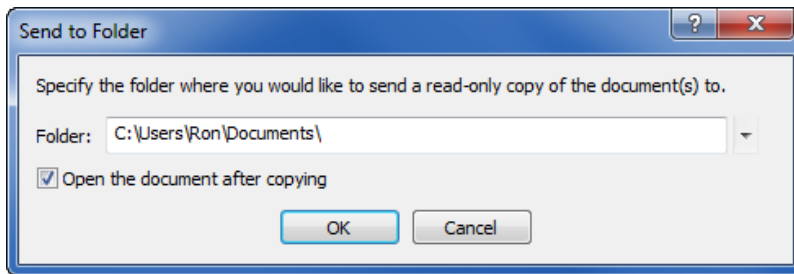 Send to Folder
Specify the folder where you would like to send a read-only copy of the document(s) to.
Folder: C:\Users\Ron\Documents\
Open the document after copying
OK Cancel